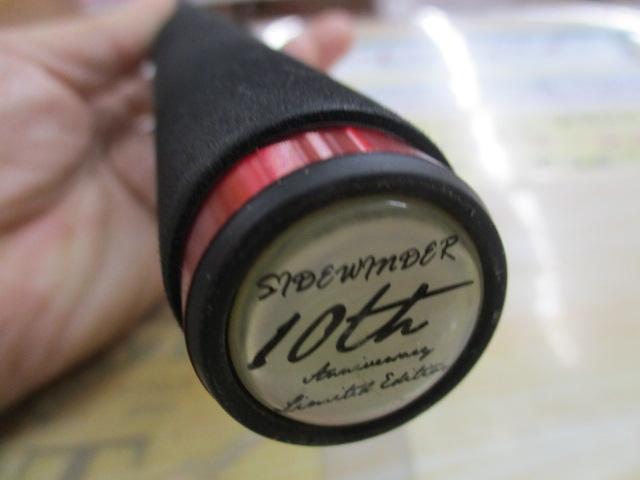 SIDEWINDER
10th
Anniversary
Limited Edition